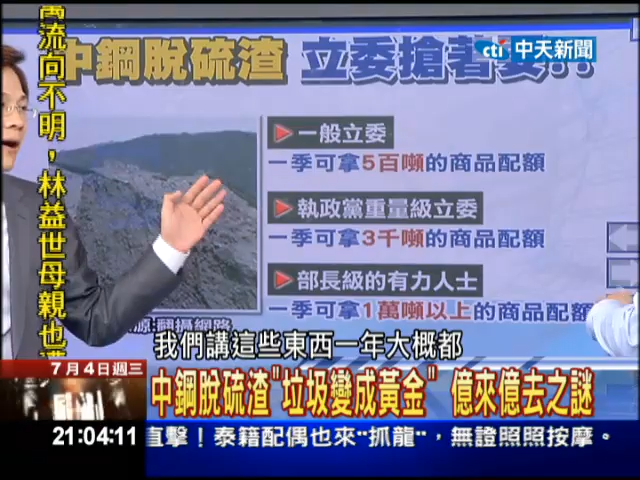 中鋼脫硫渣 立委搶著要
cti 中天新聞
一般立委
一季可拿5百噸的商品配額
執政黨重量級立委
一季可拿3千噸的商品配額
部長級的有力人士
一季可拿1萬噸以上的商品配額
源:翻攝網路
流向不明，林益世母親也
我們講這些東西一年大概都
7月4日週三
中鋼脫硫渣"垃圾變成黃金" 億來億去之謎
21:04:11
直擊！泰籍配偶也來"抓龍"，無證照照按摩。